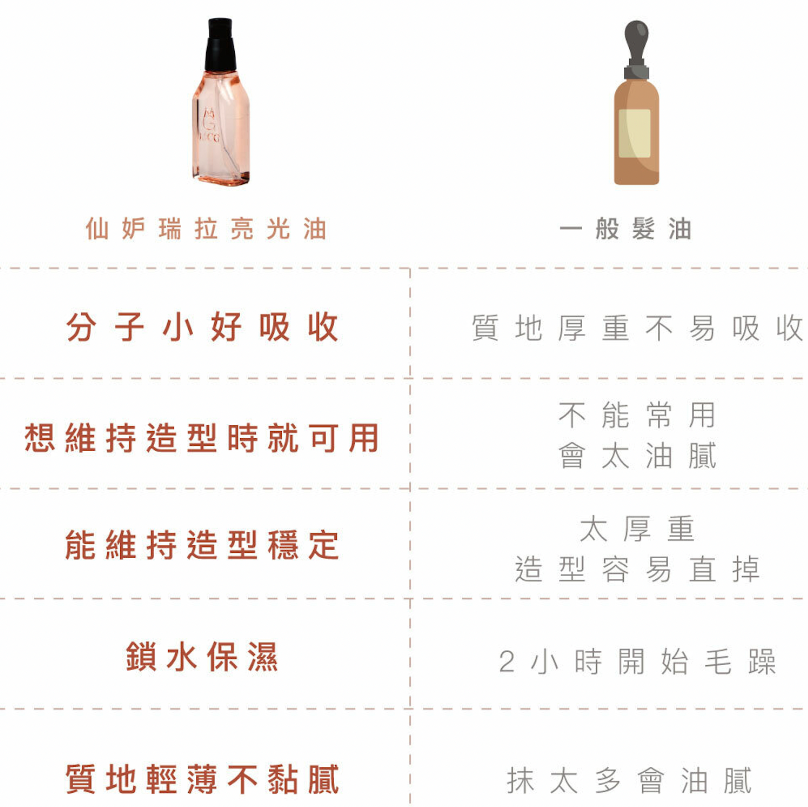 仙妒瑞拉亮光油
一般髮油
分子小好吸收
質地厚重不易吸收
想維持造型時就可用
不能常用
會太油膩
能維持造型穩定
太厚重
造型容易直掉
鎖水保濕
2小時開始毛躁
質地輕薄不黏膩
抹太多會油膩